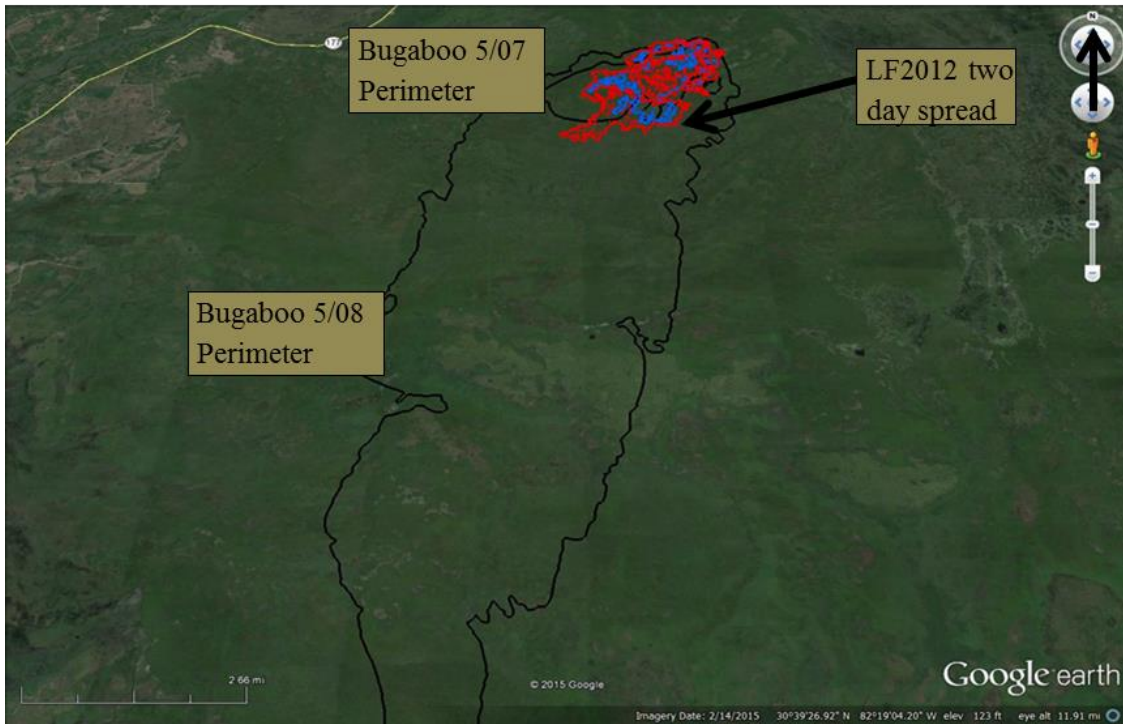 177
N
Bugaboo 5/07
Perimeter
LF2012 two
day spread
Bugaboo 5/08
Perimeter
2.66 mi
© 2015 Google
Google earth
Imagery Date: 2/14/2015 30°39'26.92" N 82°19'04.20" W elev 123 ft eye alt 11.91 mi